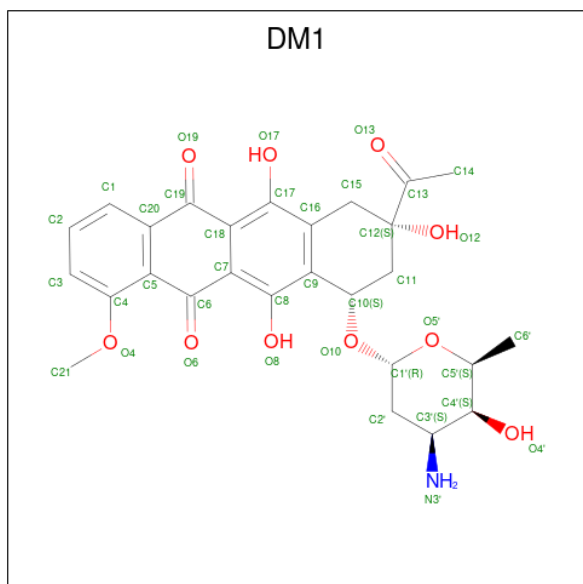 DM1
O19
O17
O13
O
HO
O
C14
C1
C19
C17
C15
C13
C20
C16
C2
C18
C12(S)
OH
O12
C3
C5
C7
C9
C11
C4
C6
C8
C10(S)
O
O
OH
O5'
C6'
C21
O4
O6
O8
O
O
O10
C1'(R)
C5'(S)
C4'(S)
C2'
C3'(S)
OH
O4'
NH2
N3'